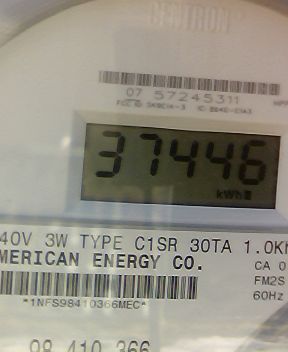 CENTRON
07 57245311
37446
kWh
40V 3W TYPE C1SR 30TA 1.0K
MERICAN ENERGY CO.
CA 0
FM2S
60Hz
*1NFS98410366MEC*
98 410 366